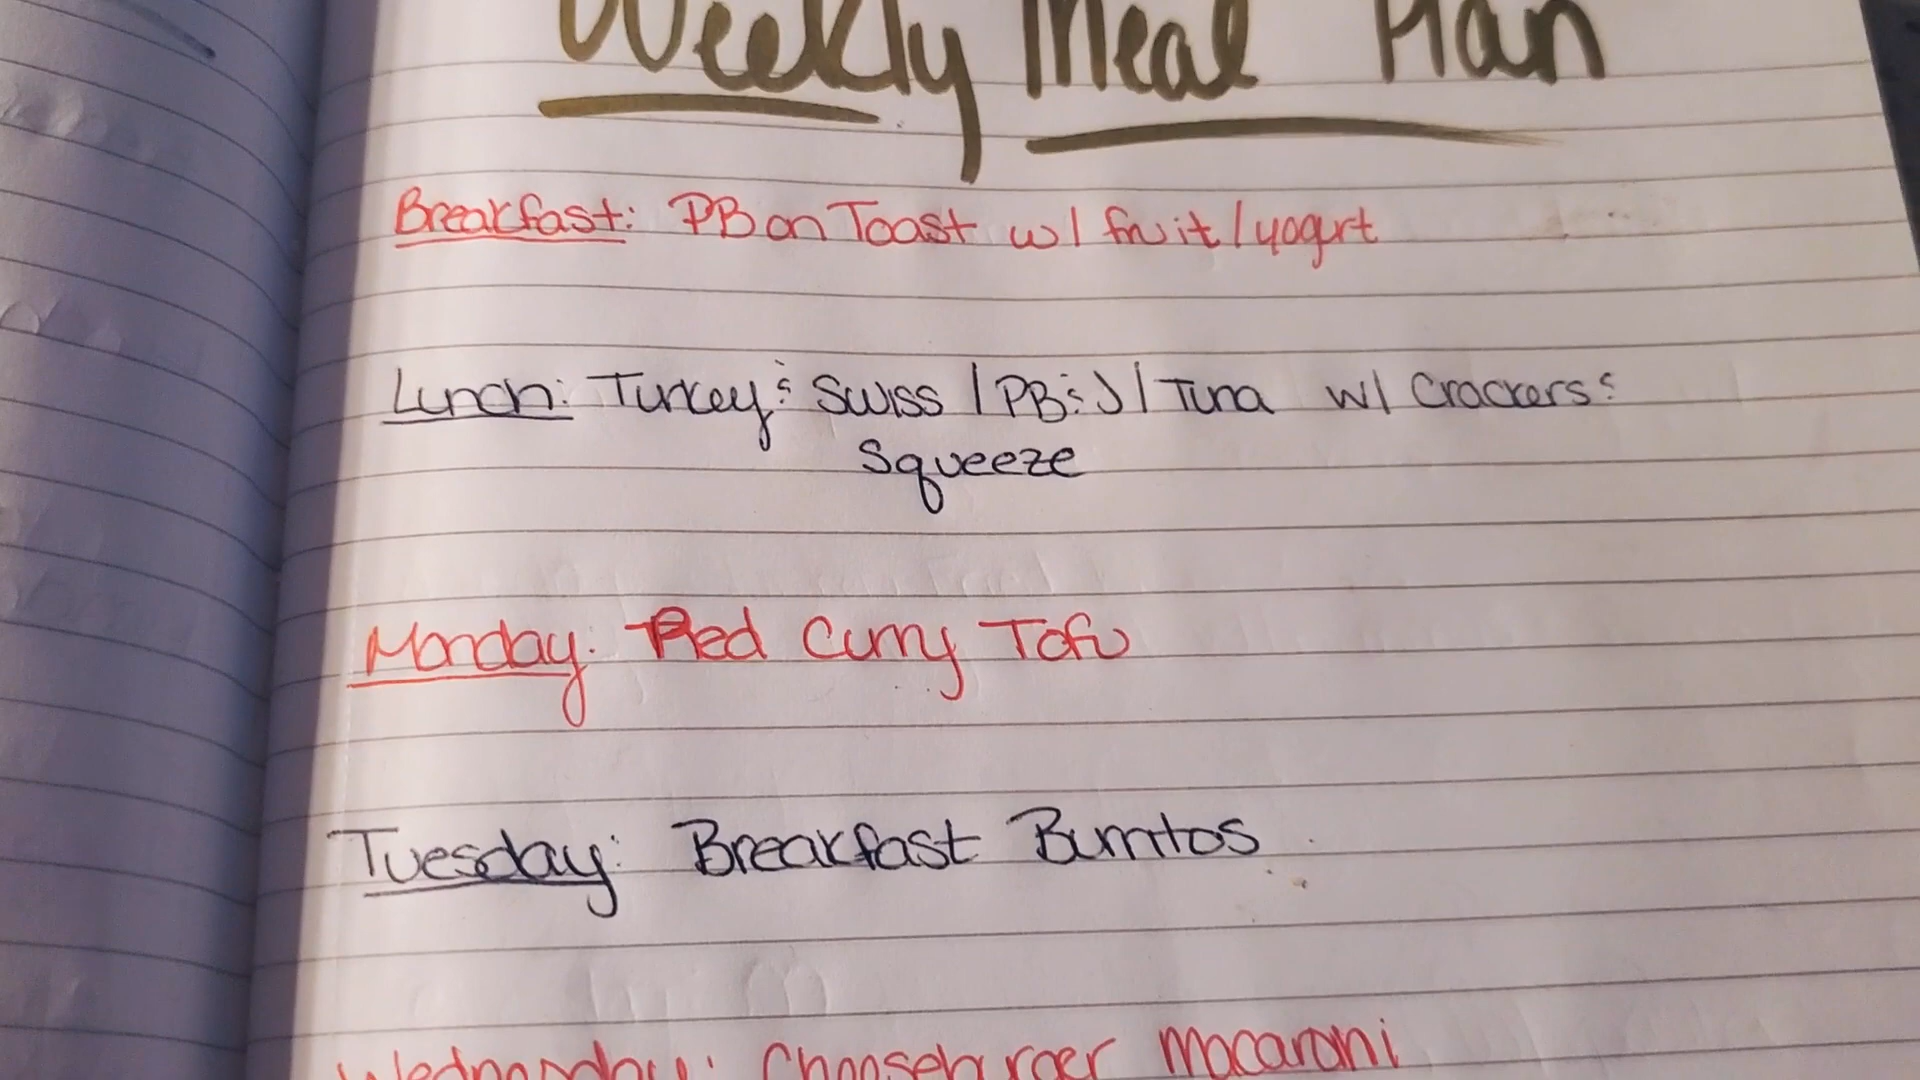 Weekly Meal Plan
Breakfast: PB on Toast w/ fruit/yogurt
Lunch: Turkey & Swiss / PB & J / Tuna w/ Crackers &
Squeeze
Monday: Red Curry Tofu
Tuesday: Breakfast Burritos
Wednesday: Cheeseburger Macaroni